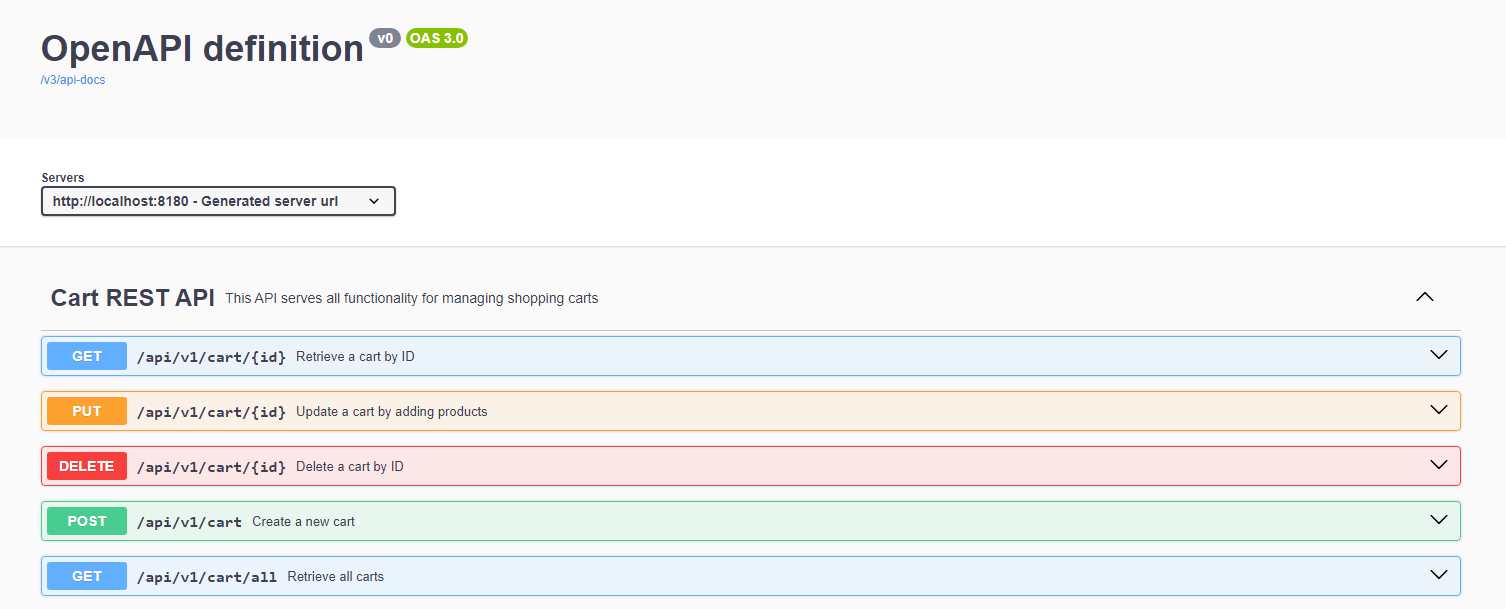 OpenAPI definition v0 OAS 3.0
/v3/api-docs
Servers
http://localhost:8180 - Generated server url
Cart REST API This API serves all functionality for managing shopping carts
GET /api/v1/cart/{id} Retrieve a cart by ID
PUT /api/v1/cart/{id} Update a cart by adding products
DELETE /api/v1/cart/{id} Delete a cart by ID
POST /api/v1/cart Create a new cart
GET /api/v1/cart/all Retrieve all carts